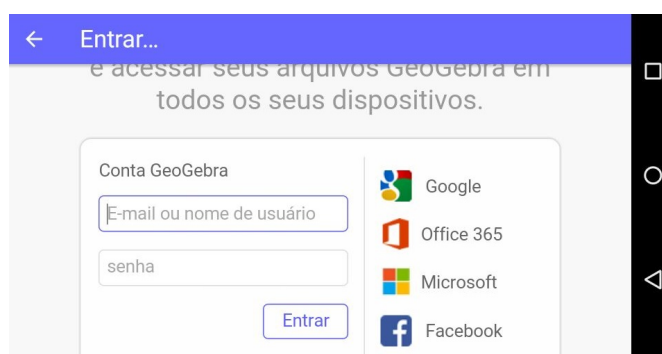 Entrar...
e acessar seus arquivos GeoGebra em
todos os seus dispositivos.
Conta GeoGebra
E-mail ou nome de usuário
senha
Entrar
Google
Office 365
Microsoft
Facebook